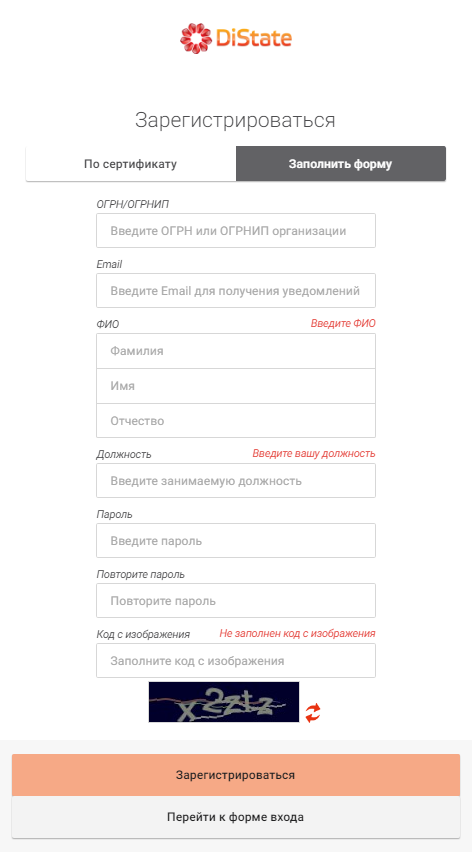 DiState
Зарегистрироваться
По сертификату Заполнить форму
ОГРН/ОГРНИП
Введите ОГРН или ОГРНИП организации
Email
Введите Email для получения уведомлений
ФИО Введите ФИО
Фамилия
Имя
Отчество
Должность Введите вашу должность
Введите занимаемую должность
Пароль
Введите пароль
Повторите пароль
Повторите пароль
Код с изображения Не заполнен код с изображения
Заполните код с изображения
Зарегистрироваться
Перейти к форме входа